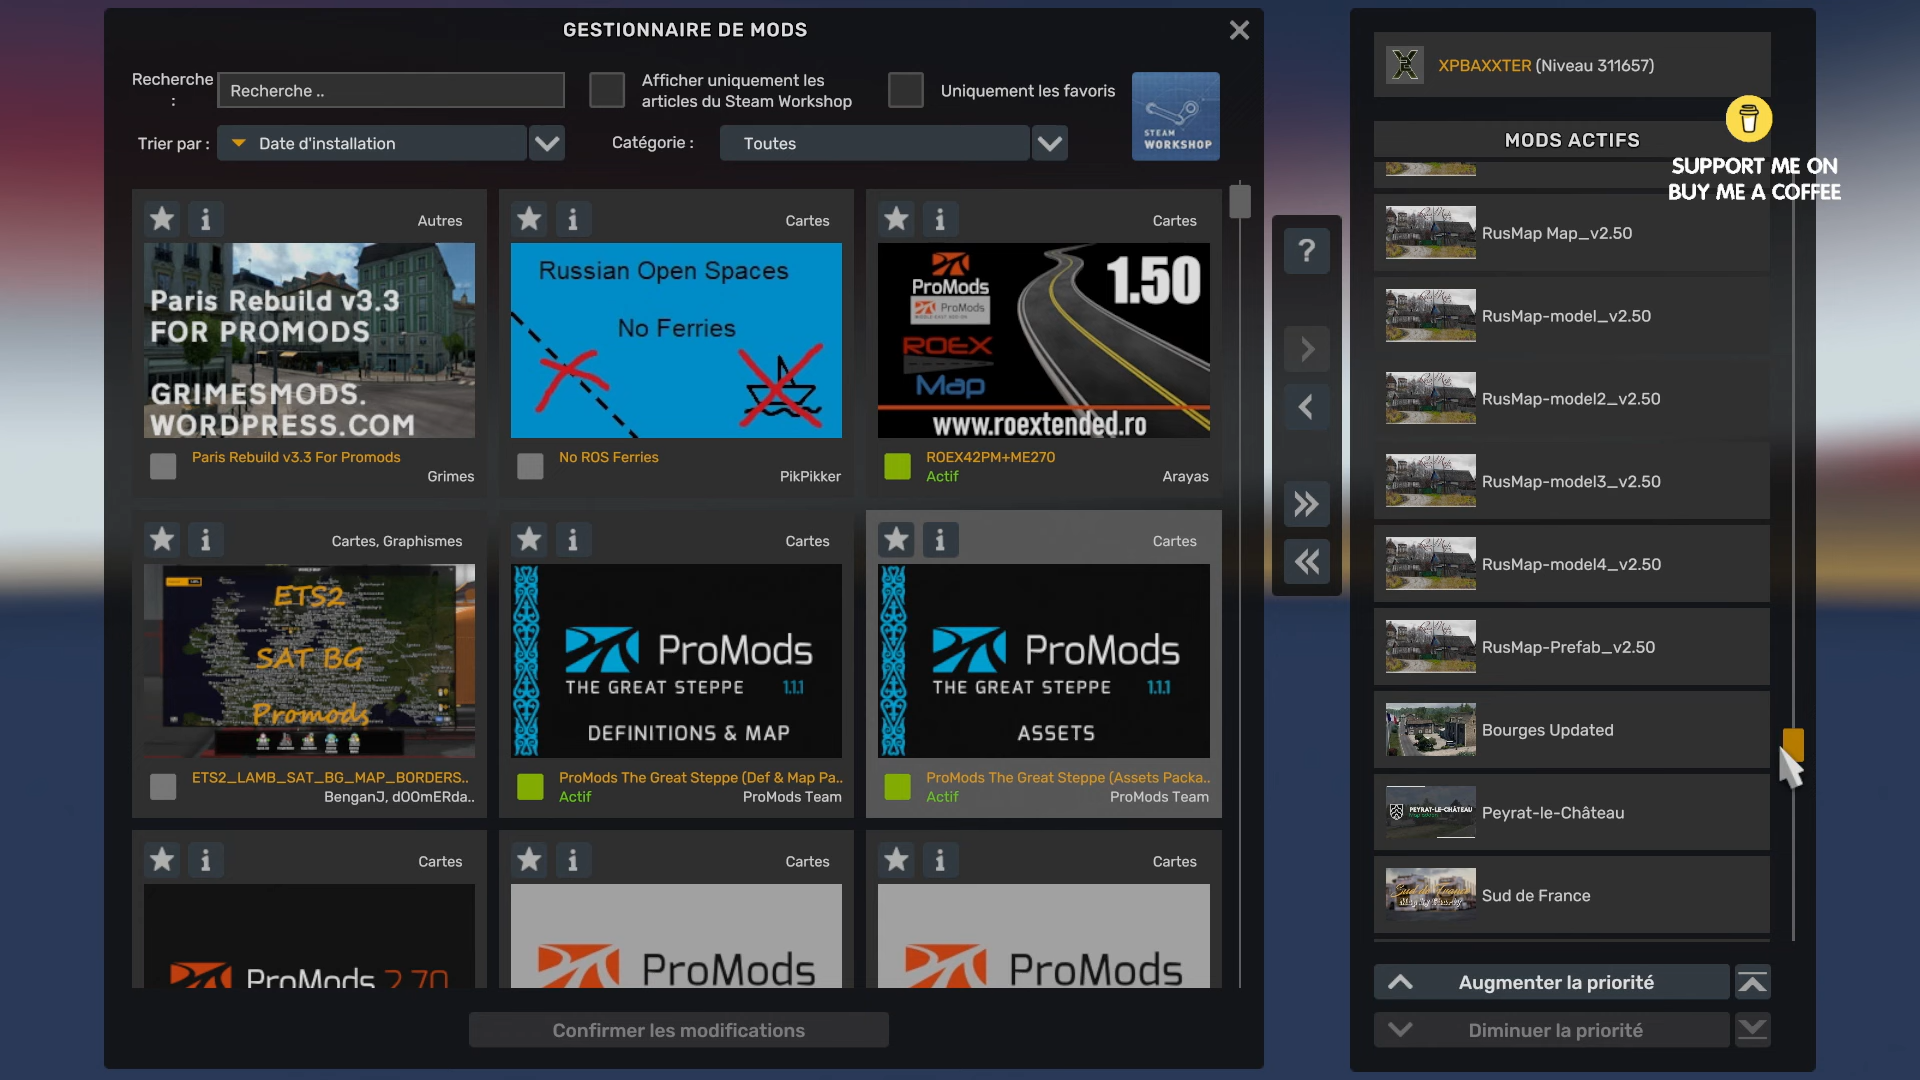 GESTIONNAIRE DE MODS
Recherche
:
Recherche ..
Afficher uniquement les
articles du Steam Workshop
Uniquement les favoris
STEAM
WORKSHOP
Trier par :
Date d'installation
Catégorie :
Toutes
Autres
Paris Rebuild v3.3
FOR PROMODS
GRIMESMODS.
WORDPRESS.COM
Paris Rebuild v3.3 For Promods
Grimes
Cartes
Russian Open Spaces
No Ferries
No ROS Ferries
PikPikker
Cartes
ProMods
ProMods
ROEX
Map
1.50
www.roextended.ro
ROEX42PM+ME270
Actif
Arayas
Cartes, Graphismes
ETS2
SAT BG
Promods
ETS2_LAMB_SAT_BG_MAP_BORDERS..
BenganJ, d0OmERda..
Cartes
ProMods
THE GREAT STEPPE 1.1.1
DEFINITIONS & MAP
ProMods The Great Steppe (Def & Map Pa..
Actif
ProMods Team
Cartes
ProMods
THE GREAT STEPPE 1.1.1
ASSETS
ProMods The Great Steppe (Assets Packa..
Actif
ProMods Team
Cartes
ProMods 2.70
Cartes
ProMods
Cartes
ProMods
Confirmer les modifications
?
XPBAXXTER (Niveau 311657)
MODS ACTIFS
SUPPORT ME ON
BUY ME A COFFEE
RusMap Map_v2.50
RusMap-model_v2.50
RusMap-model2_v2.50
RusMap-model3_v2.50
RusMap-model4_v2.50
RusMap-Prefab_v2.50
Bourges Updated
PEYRAT-LE-CHÂTEAU
Peyrat-le-Château
Sud de France
Sud de France
Augmenter la priorité
Diminuer la priorité